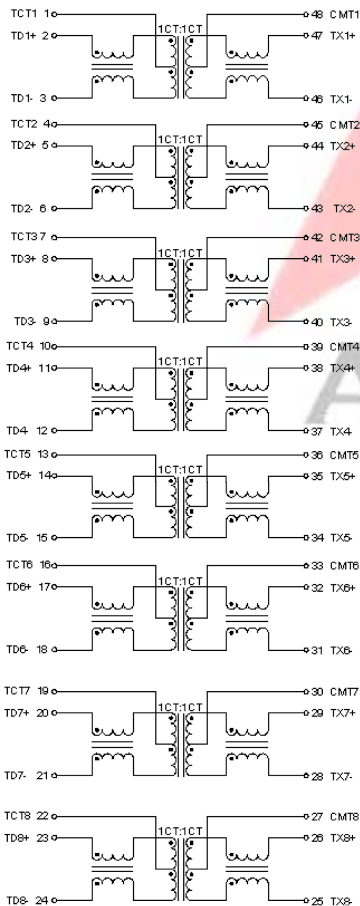 TCT1 1 48 CMT1
1CT:1CT
TD1+ 2 47 TX1+
TD1- 3 46 TX1-
TCT2 4 45 CMT2
1CT:1CT
TD2+ 5 44 TX2+
TD2- 6 43 TX2-
TCT3 7 42 CMT3
1CT:1CT
TD3+ 8 41 TX3+
TD3- 9 40 TX3-
TCT4 10 39 CMT4
1CT:1CT
TD4+ 11 38 TX4+
TD4- 12 37 TX4-
TCT5 13 36 CMT5
1CT:1CT
TD5+ 14 35 TX5+
TD5- 15 34 TX5-
TCT6 16 33 CMT6
1CT:1CT
TD6+ 17 32 TX6+
TD6- 18 31 TX6-
TCT7 19 30 CMT7
1CT:1CT
TD7+ 20 29 TX7+
TD7- 21 28 TX7-
TCT8 22 27 CMT8
1CT:1CT
TD8+ 23 26 TX8+
TD8- 24 25 TX8-